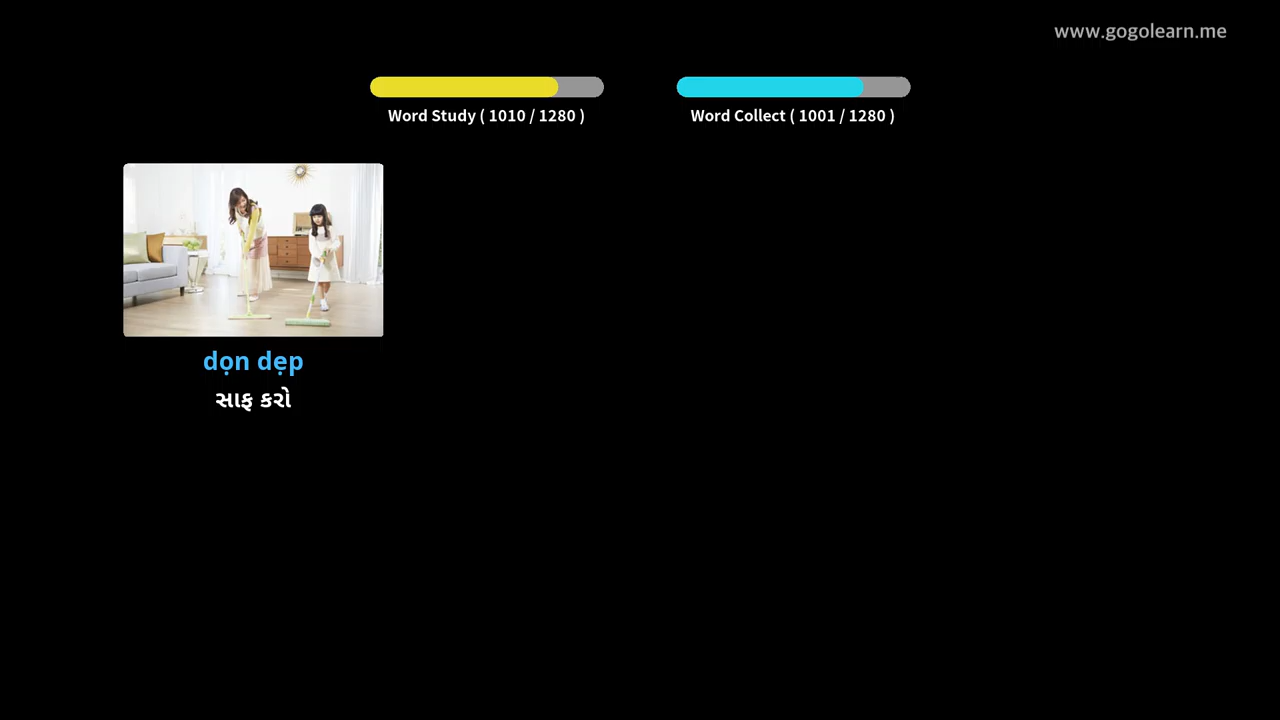 www.gogolearn.me
Word Study ( 1010 / 1280 )
Word Collect ( 1001 / 1280 )
dọn dẹp
સાફ કરો